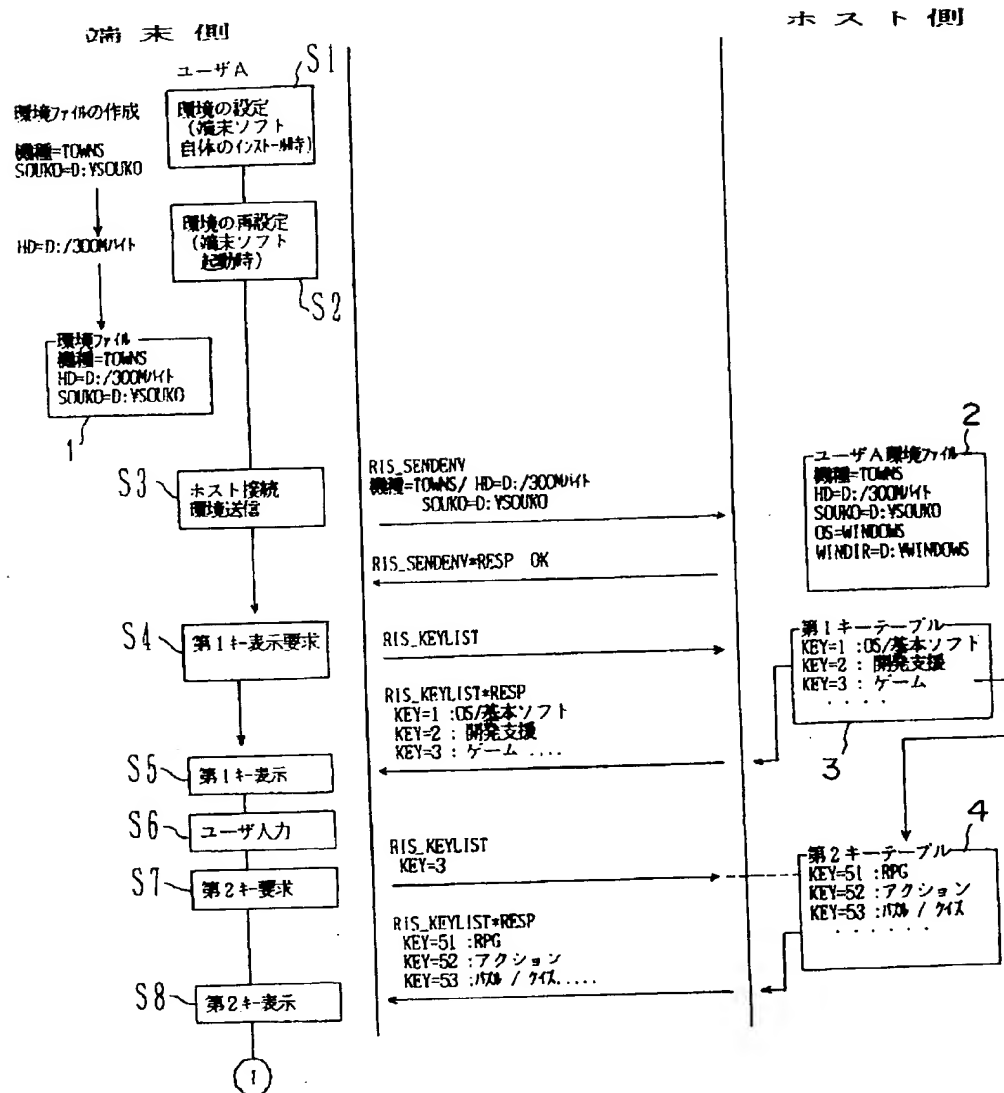 端末側
ホスト側
ユーザA
S1
環境ファイルの作成
機種=TOWNS
SOUKO=D:¥SOUKO
HD=D:/300Mバイト
環境の設定
(端末ソフト
自体のインストール時)
環境の再設定
(端末ソフト
起動時)
S2
環境ファイル
機種=TOWNS
HD=D:/300Mバイト
SOUKO=D:¥SOUKO
1
S3
ホスト接続
環境送信
RIS_SENDENV
機種=TOWNS/ HD=D:/300Mバイト
SOUKO=D:¥SOUKO
RIS_SENDENV*RESP OK
2
ユーザA環境ファイル
機種=TOWNS
HD=D:/300Mバイト
SOUKO=D:¥SOUKO
OS=WINDOWS
WINDIR=D:¥WINDOWS
S4
第1キー表示要求
RIS_KEYLIST
第1キーテーブル
KEY=1 :OS/基本ソフト
KEY=2 : 開発支援
KEY=3 : ゲーム
. . . .
3
RIS_KEYLIST*RESP
KEY=1 :OS/基本ソフト
KEY=2 : 開発支援
KEY=3 : ゲーム ....
S5
第1キー表示
S6
ユーザ入力
S7
第2キー要求
RIS_KEYLIST
KEY=3
4
第2キーテーブル
KEY=51 :RPG
KEY=52 :アクション
KEY=53 :パズル / クイズ
. . . . . .
RIS_KEYLIST*RESP
KEY=51 :RPG
KEY=52 :アクション
KEY=53 :パズル / クイズ.....
S8
第2キー表示
1